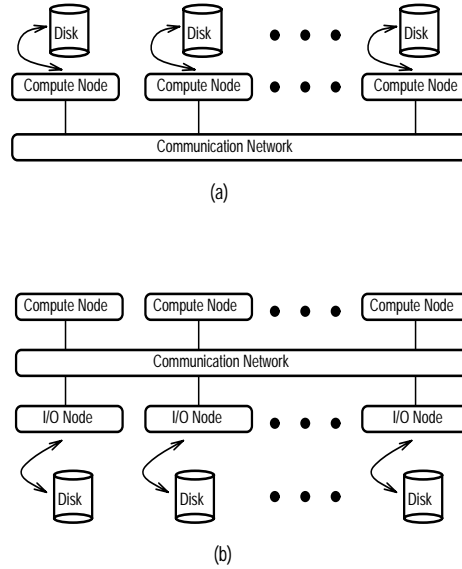 Disk Disk Disk
Compute Node Compute Node Compute Node
Communication Network
(a)
Compute Node Compute Node Compute Node
Communication Network
I/O Node I/O Node I/O Node
Disk Disk Disk
(b)